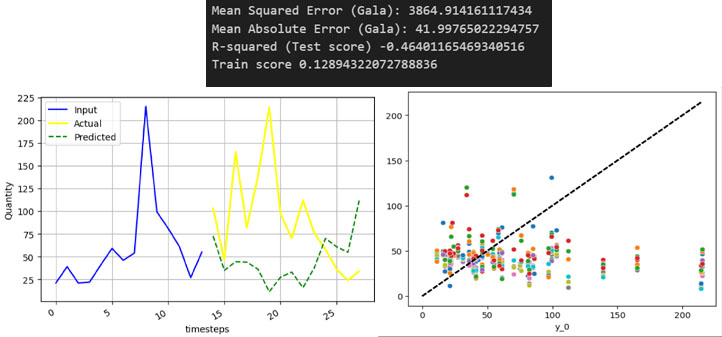 Mean Squared Error (Gala): 3864.914161117434
Mean Absolute Error (Gala): 41.99765022294757
R-squared (Test score) -0.46401165469340516
Train score 0.12894322072788836
225
200
175
150
125
100
75
50
25
Quantity
Input
Actual
Predicted
0
5
10
15
20
25
timesteps
200
150
100
50
0
0
50
100
150
200
y_0